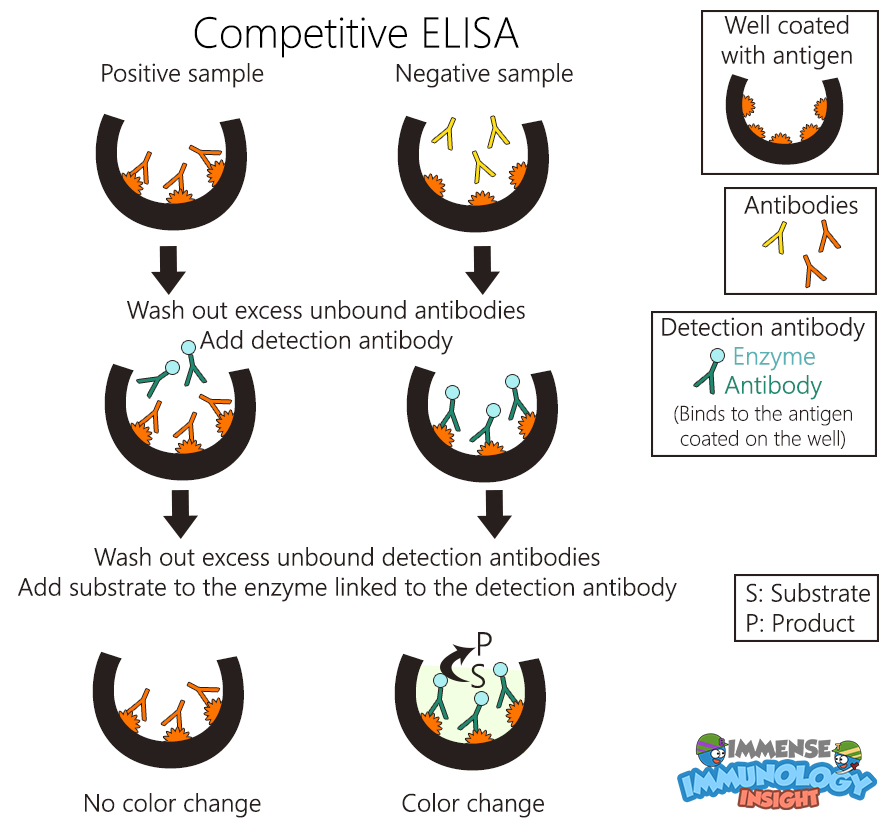 Competitive ELISA
Positive sample
Negative sample
Well coated
with antigen
Antibodies
Wash out excess unbound antibodies
Add detection antibody
Detection antibody
Enzyme
Antibody
(Binds to the antigen
coated on the well)
Wash out excess unbound detection antibodies
Add substrate to the enzyme linked to the detection antibody
S: Substrate
P: Product
P
S
No color change
Color change
IMMENSE
IMMUNOLOGY
INSIGHT